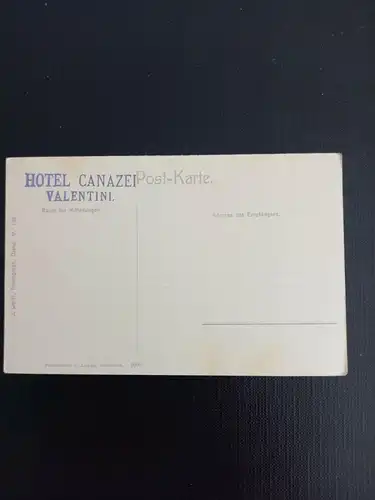 HOTEL CANAZEI
VALENTINI.
Post-Karte.
Raum für Mitteilungen
Adresse des Empfängers.